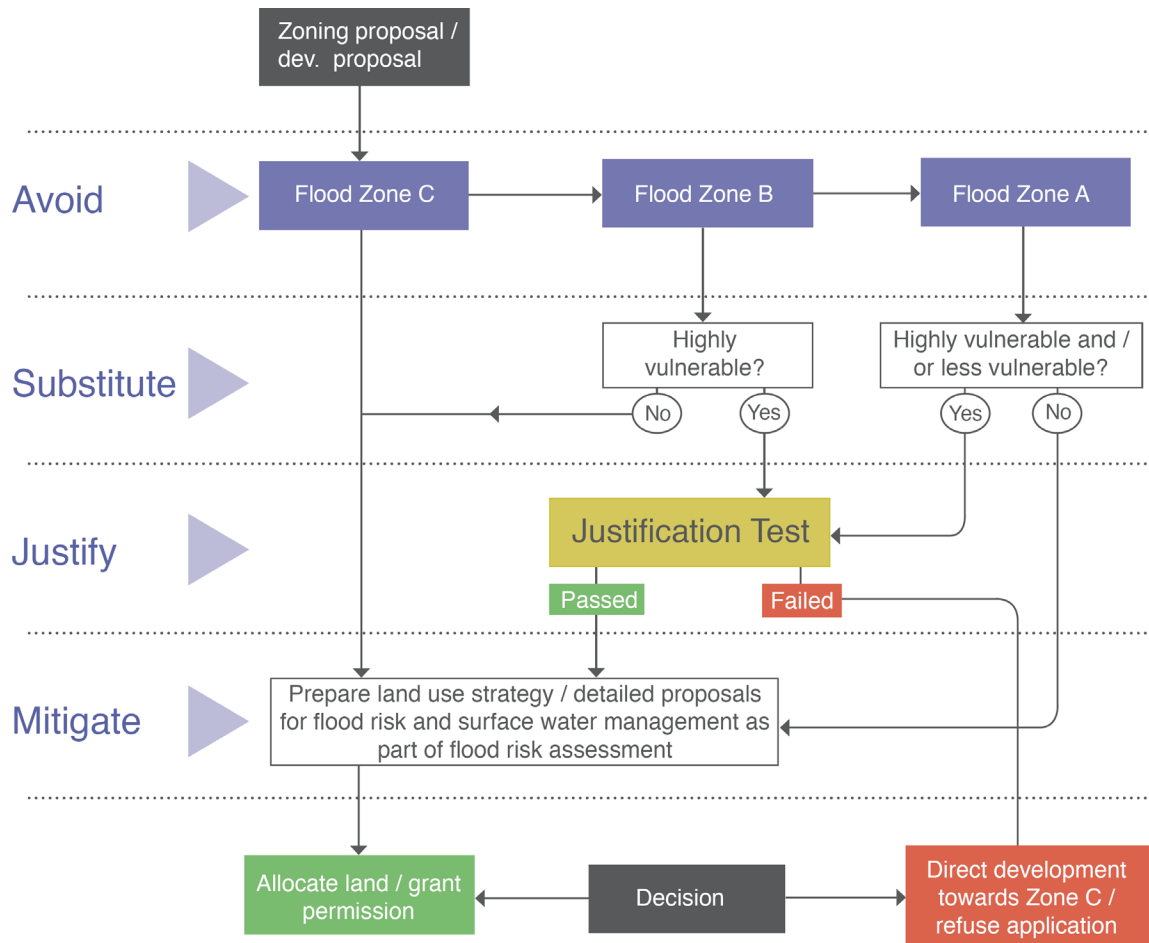 Zoning proposal /
dev. proposal
Avoid
Flood Zone C
Flood Zone B
Flood Zone A
Substitute
Highly
vulnerable?
Highly vulnerable and /
or less vulnerable?
No
Yes
Yes
No
Justify
Justification Test
Passed
Failed
Mitigate
Prepare land use strategy / detailed proposals
for flood risk and surface water management as
part of flood risk assessment
Allocate land / grant
permission
Decision
Direct development
towards Zone C /
refuse application